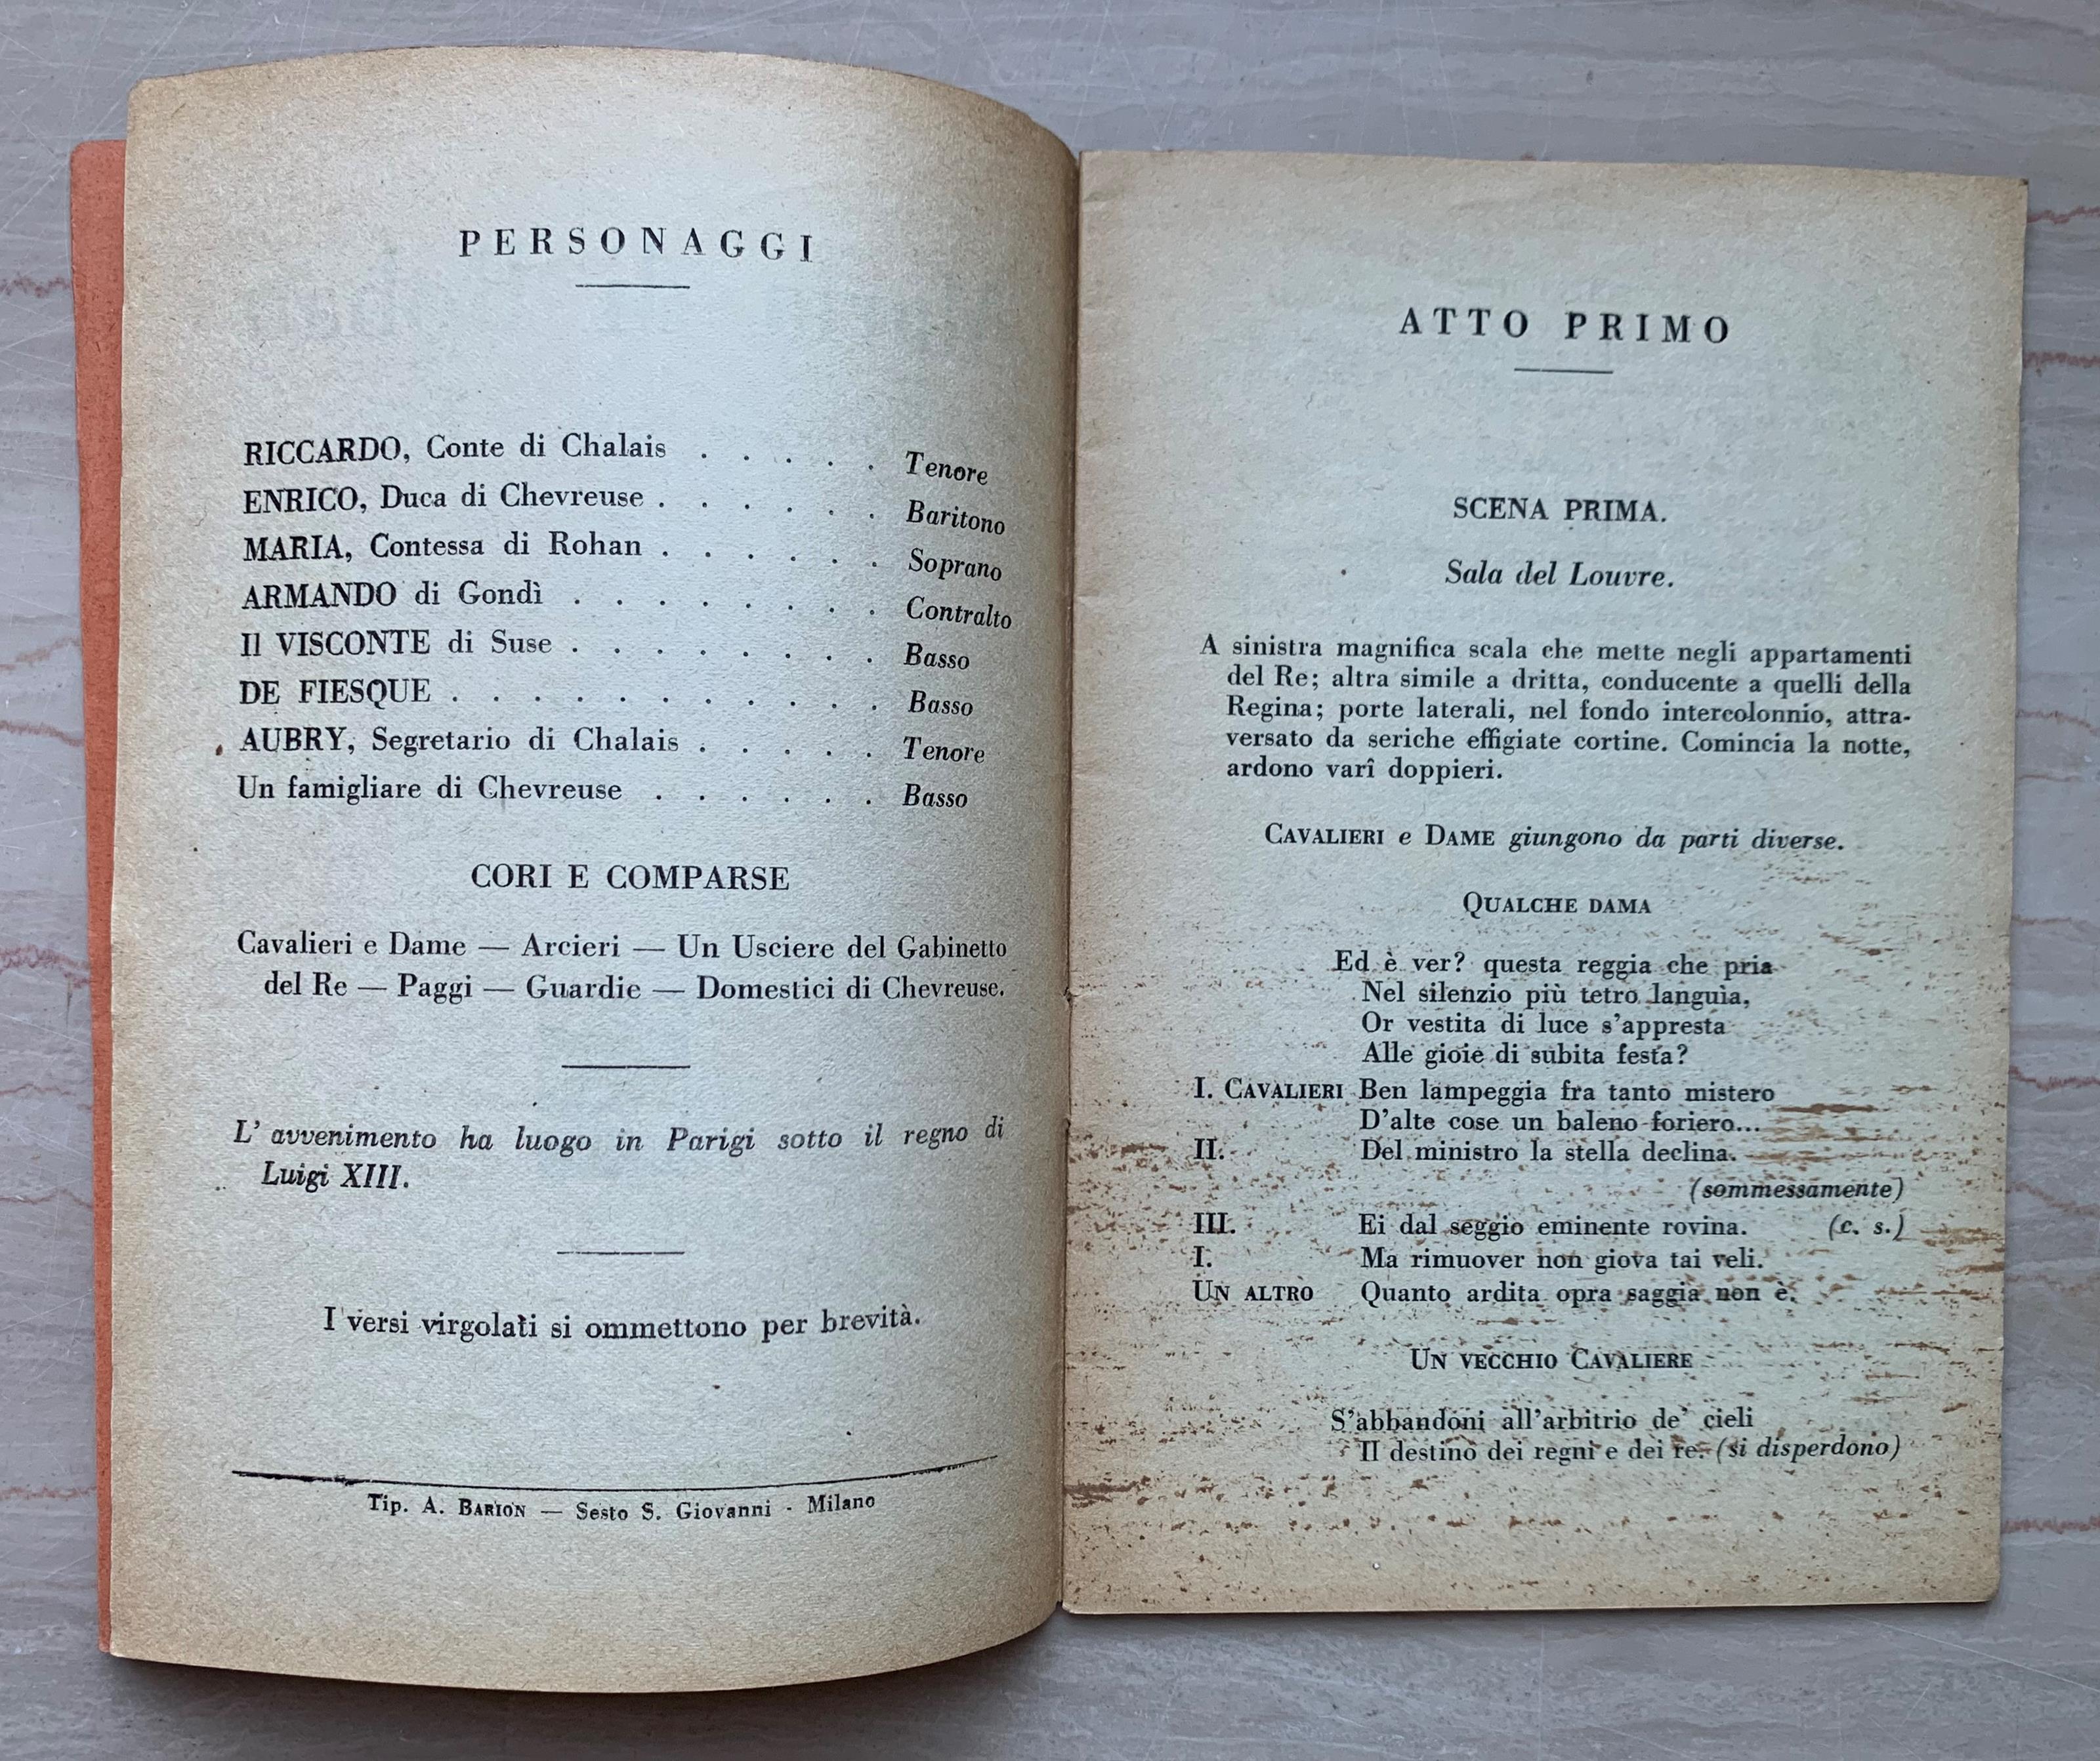 PERSONAGGI
RICCARDO, Conte di Chalais . . . . . Tenore
ENRICO, Duca di Chevreuse . . . . . . Baritono
MARIA, Contessa di Rohan . . . . . . Soprano
ARMANDO di Gondì . . . . . . . . Contralto
Il VISCONTE di Suse . . . . . . . . Basso
DE FIESQUE . . . . . . . . . . . Basso
AUBRY, Segretario di Chalais . . . . . Tenore
Un famigliare di Chevreuse . . . . . . Basso
CORI E COMPARSE
Cavalieri e Dame — Arcieri — Un Usciere del Gabinetto
del Re — Paggi — Guardie — Domestici di Chevreuse.
L' avvenimento ha luogo in Parigi sotto il regno di
Luigi XIII.
I versi virgolati si ommettono per brevità.
Tip. A. BARION — Sesto S. Giovanni - Milano
ATTO PRIMO
SCENA PRIMA.
Sala del Louvre.
A sinistra magnifica scala che mette negli appartamenti
del Re; altra simile a dritta, conducente a quelli della
Regina; porte laterali, nel fondo intercolonnio, attra-
versato da seriche effigiate cortine. Comincia la notte,
ardono varî doppieri.
CAVALIERI e DAME giungono da parti diverse.
QUALCHE DAMA
Ed è ver? questa reggia che pria
Nel silenzio più tetro languìa,
Or vestita di luce s'appresta
Alle gioie di subita festa?
I. CAVALIERI Ben lampeggia fra tanto mistero
D'alte cose un baleno foriero...
II. Del ministro la stella declina.
(sommessamente)
III. Ei dal seggio eminente rovina. (c. s.)
I. Ma rimuover non giova tai veli.
UN ALTRO Quanto ardita opra saggia non è.
UN VECCHIO CAVALIERE
S'abbandoni all'arbitrio de' cieli
Il destino dei regni e dei re. (si disperdono)